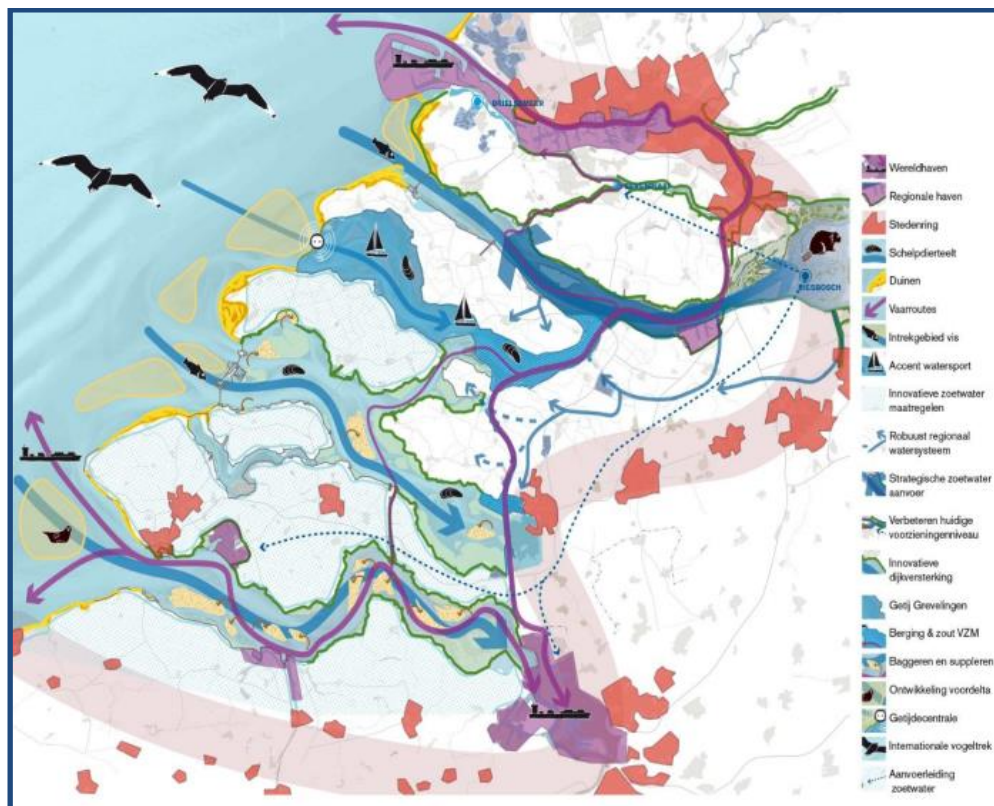 BRIELSEMEER
BIESBOSCH
Wereldhaven
Regionale haven
Stedenring
Schelpdierteelt
Duinen
Vaarroutes
Intrekgebied vis
Accent watersport
Innovatieve zoetwater
maatregelen
Robuust regionaal
watersysteem
Strategische zoetwater
aanvoer
Verbeteren huidige
voorzieningenniveau
Innovatieve
dijkversterking
Getij Grevelingen
Berging & zout VZM
Baggeren en suppleren
Ontwikkeling voordelta
Getijdecentrale
Internationale vogeltrek
Aanvoerleiding
zoetwater